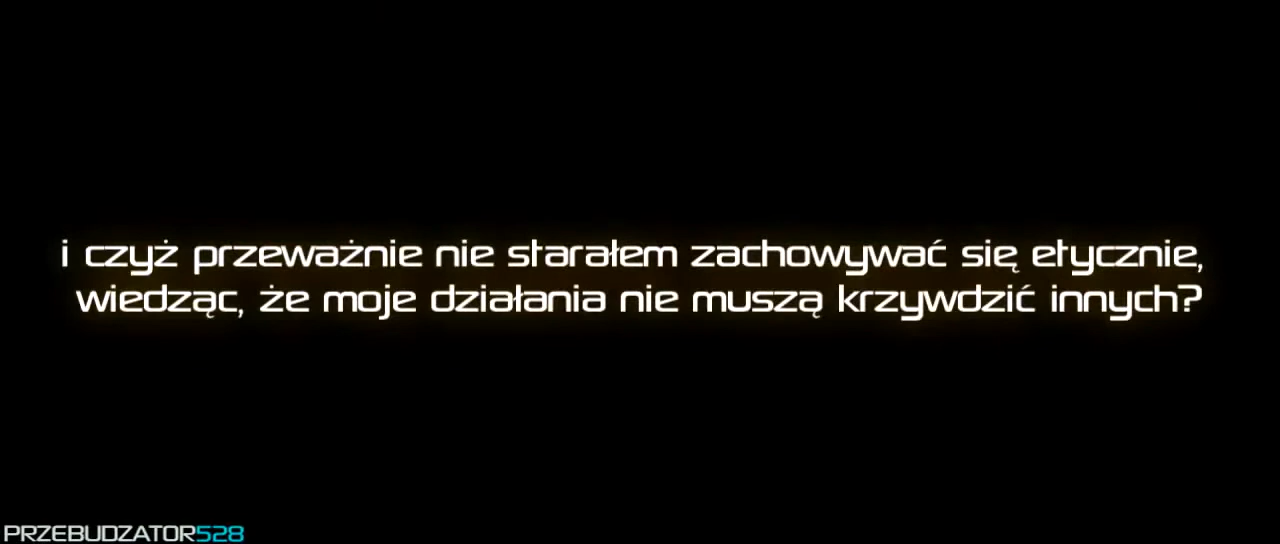 i czyż przeważnie nie starałem zachowywać się etycznie,
wiedząc, że moje działania nie muszą krzywdzić innych?
PRZEBUDZATOR528